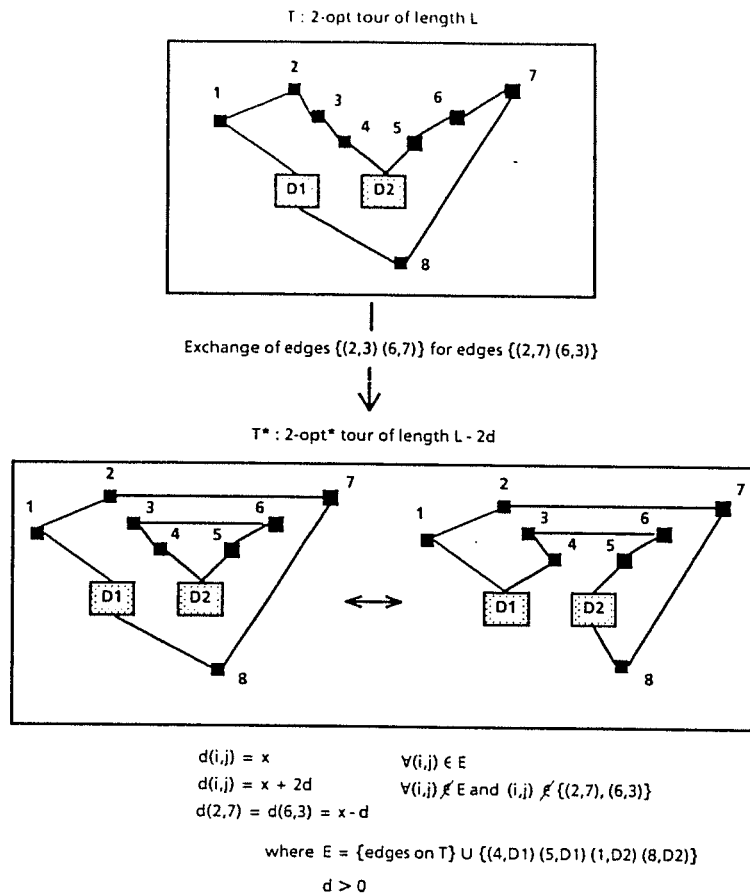 T : 2-opt tour of length L
2
7
1
3
6
4
5
D1
D2
8
Exchange of edges {(2,3) (6,7)} for edges {(2,7) (6,3)}
T* : 2-opt* tour of length L - 2d
2
7
1
3
6
4
5
D1
D2
8
2
7
1
3
6
4
5
D1
D2
8
d(i,j) = x ∀(i,j) ϵ E
d(i,j) = x + 2d ∀(i,j) ∉ E and (i,j) ∉ {(2,7), (6,3)}
d(2,7) = d(6,3) = x - d
where E = {edges on T} U {(4,D1) (5,D1) (1,D2) (8,D2)}
d > 0